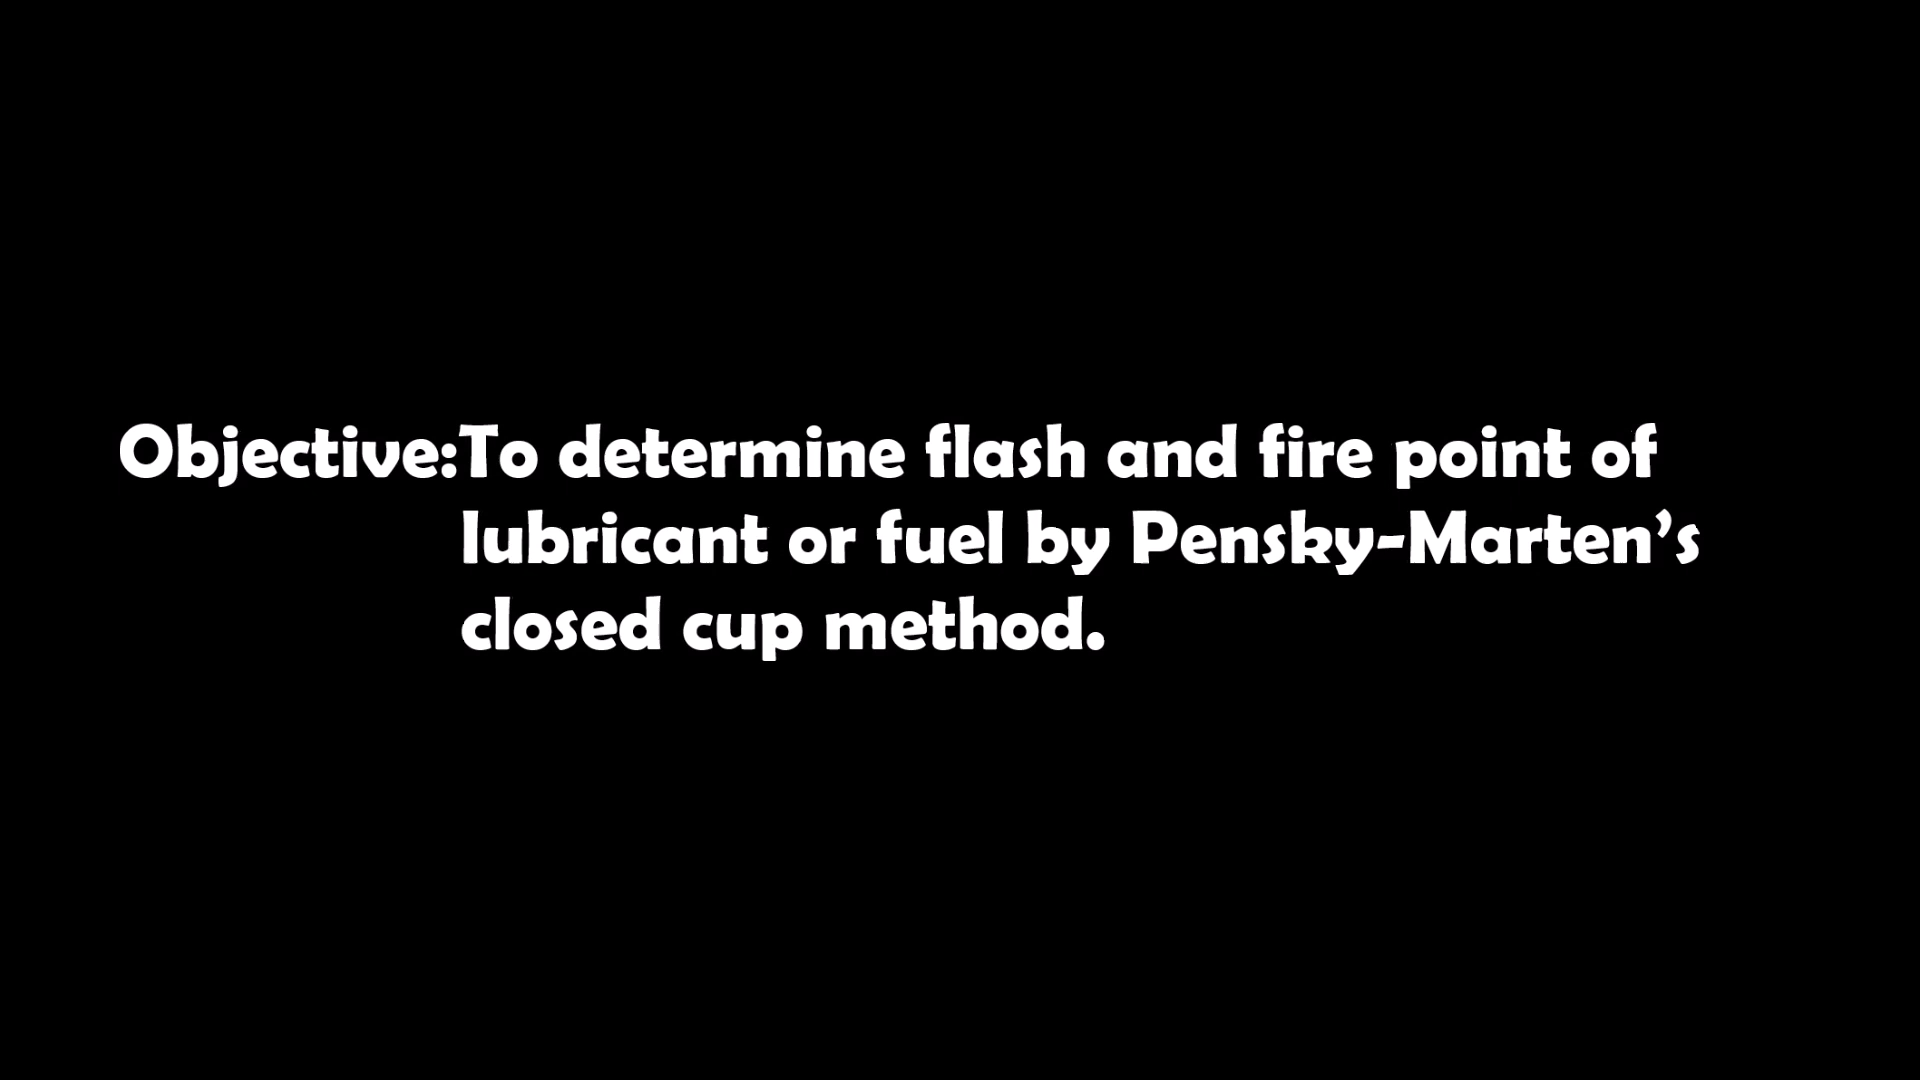 Objective:To determine flash and fire point of
lubricant or fuel by Pensky-Marten’s
closed cup method.